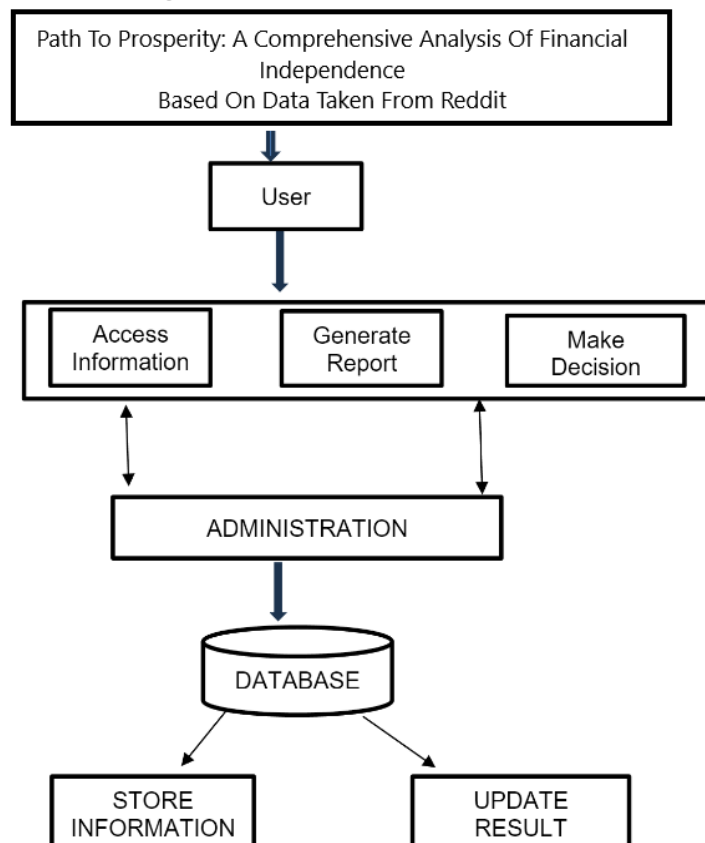 Path To Prosperity: A Comprehensive Analysis Of Financial
Independence
Based On Data Taken From Reddit
User
Access
Information
Generate
Report
Make
Decision
ADMINISTRATION
DATABASE
STORE
INFORMATION
UPDATE
RESULT